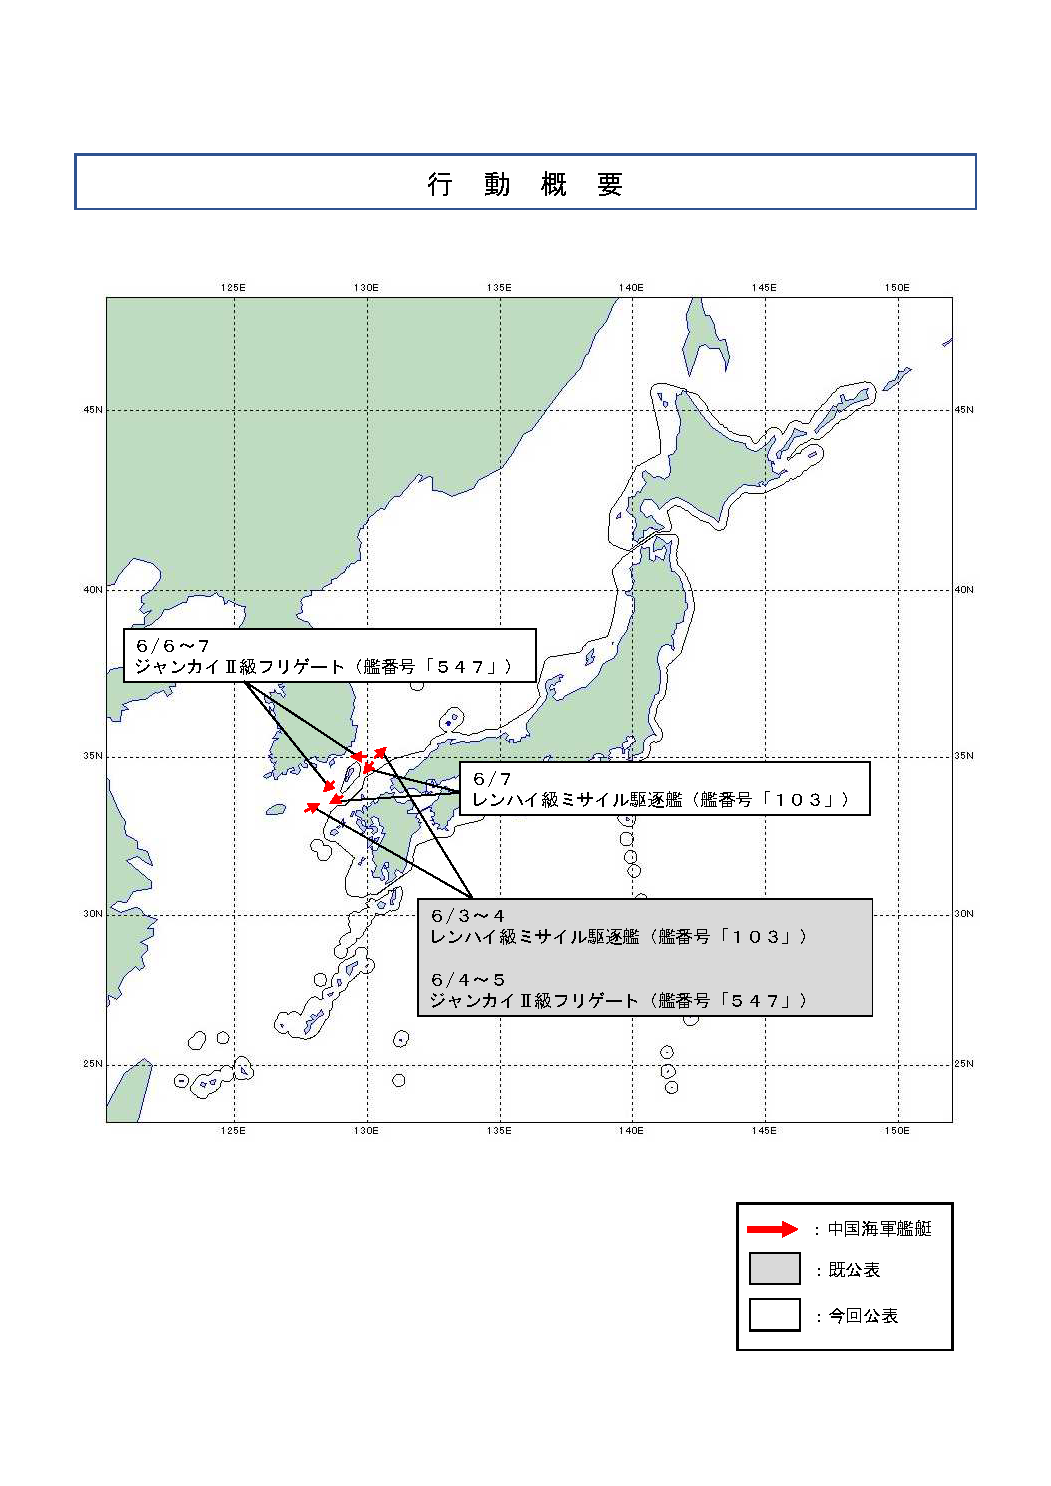 行動概要
125E 130E 135E 140E 145E 150E
45N 45N
40N 40N
6/6～7
ジャンカイⅡ級フリゲート（艦番号「547」）
35N 35N
6/7
レンハイ級ミサイル駆逐艦（艦番号「103」）
30N 30N
6/3～4
レンハイ級ミサイル駆逐艦（艦番号「103」）
6/4～5
ジャンカイⅡ級フリゲート（艦番号「547」）
25N 25N
125E 130E 135E 140E 145E 150E
：中国海軍艦艇
：既公表
：今回公表